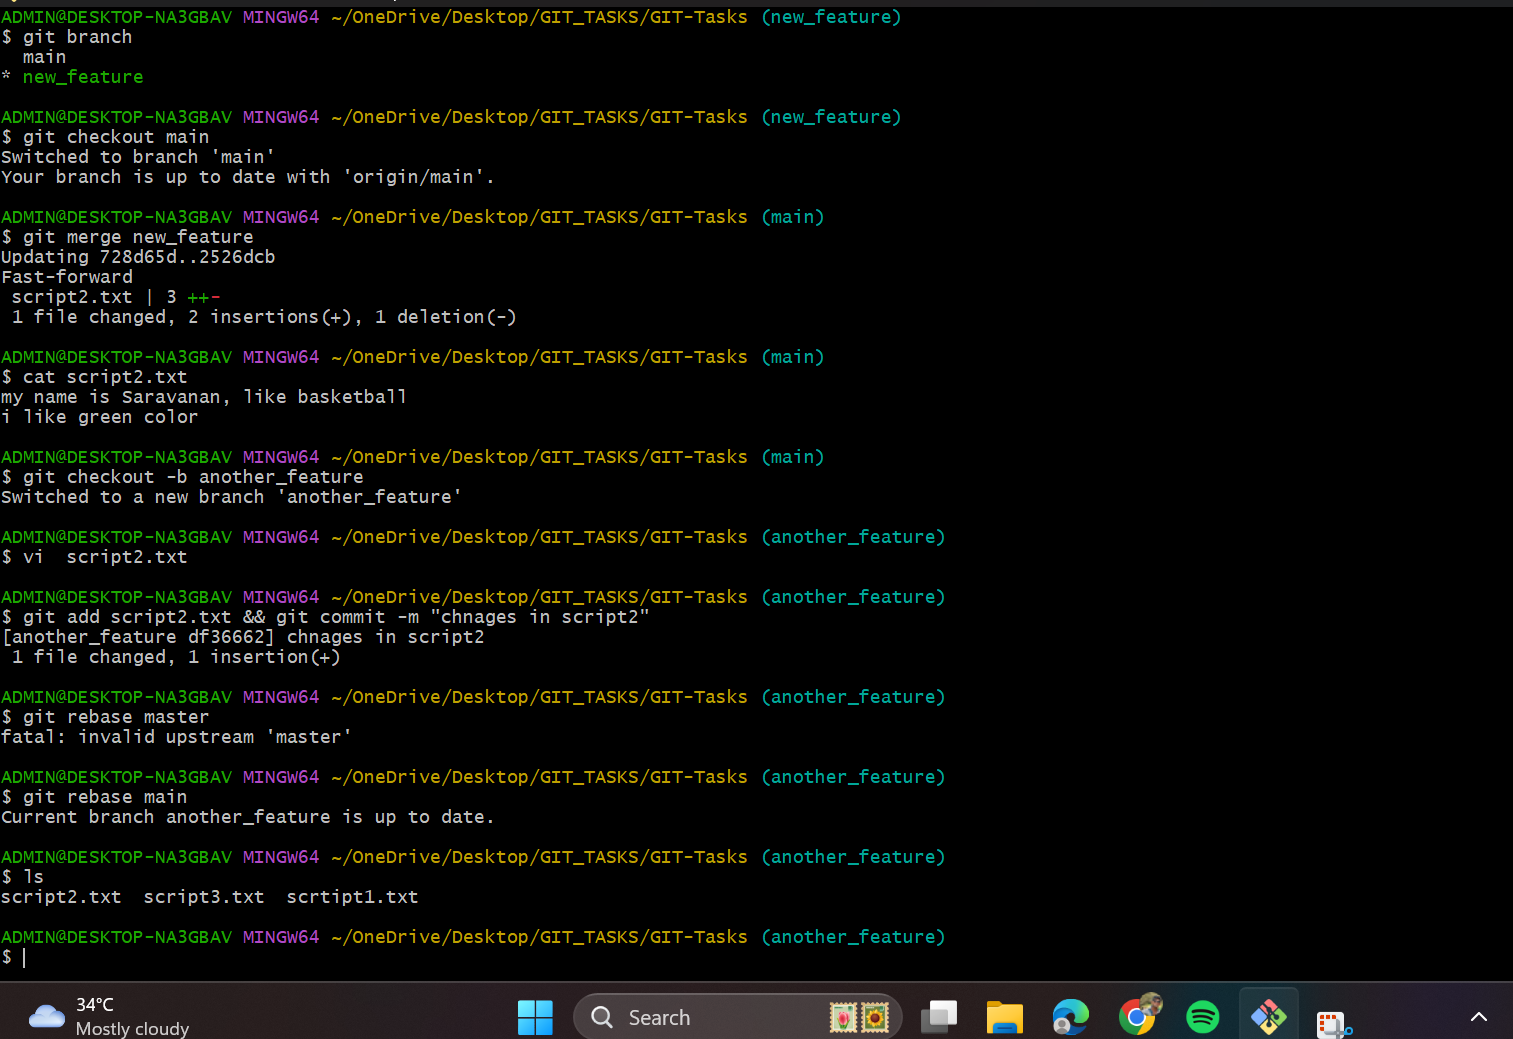 ADMIN@DESKTOP-NA3GBAV MINGW64 ~/OneDrive/Desktop/GIT_TASKS/GIT-Tasks (new_feature)
$ git branch
  main
* new_feature

ADMIN@DESKTOP-NA3GBAV MINGW64 ~/OneDrive/Desktop/GIT_TASKS/GIT-Tasks (new_feature)
$ git checkout main
Switched to branch 'main'
Your branch is up to date with 'origin/main'.

ADMIN@DESKTOP-NA3GBAV MINGW64 ~/OneDrive/Desktop/GIT_TASKS/GIT-Tasks (main)
$ git merge new_feature
Updating 728d65d..2526dcb
Fast-forward
 script2.txt | 3 ++-
 1 file changed, 2 insertions(+), 1 deletion(-)

ADMIN@DESKTOP-NA3GBAV MINGW64 ~/OneDrive/Desktop/GIT_TASKS/GIT-Tasks (main)
$ cat script2.txt
my name is Saravanan, like basketball
i like green color

ADMIN@DESKTOP-NA3GBAV MINGW64 ~/OneDrive/Desktop/GIT_TASKS/GIT-Tasks (main)
$ git checkout -b another_feature
Switched to a new branch 'another_feature'

ADMIN@DESKTOP-NA3GBAV MINGW64 ~/OneDrive/Desktop/GIT_TASKS/GIT-Tasks (another_feature)
$ vi  script2.txt

ADMIN@DESKTOP-NA3GBAV MINGW64 ~/OneDrive/Desktop/GIT_TASKS/GIT-Tasks (another_feature)
$ git add script2.txt && git commit -m "chnages in script2"
[another_feature df36662] chnages in script2
 1 file changed, 1 insertion(+)

ADMIN@DESKTOP-NA3GBAV MINGW64 ~/OneDrive/Desktop/GIT_TASKS/GIT-Tasks (another_feature)
$ git rebase master
fatal: invalid upstream 'master'

ADMIN@DESKTOP-NA3GBAV MINGW64 ~/OneDrive/Desktop/GIT_TASKS/GIT-Tasks (another_feature)
$ git rebase main
Current branch another_feature is up to date.

ADMIN@DESKTOP-NA3GBAV MINGW64 ~/OneDrive/Desktop/GIT_TASKS/GIT-Tasks (another_feature)
$ ls
script2.txt  script3.txt  scrtipt1.txt

ADMIN@DESKTOP-NA3GBAV MINGW64 ~/OneDrive/Desktop/GIT_TASKS/GIT-Tasks (another_feature)
$
34°C
Mostly cloudy
Search